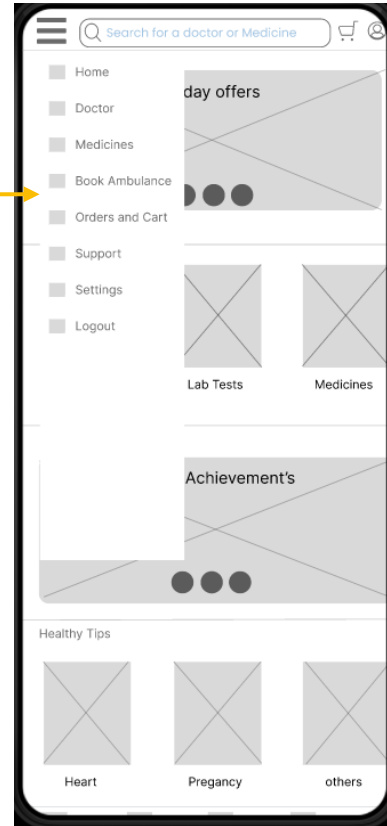 Search for a doctor or Medicine
Home
day offers
Doctor
Medicines
Book Ambulance
Orders and Cart
Support
Settings
Logout
Lab Tests
Medicines
Achievement's
Healthy Tips
Heart
Pregancy
others